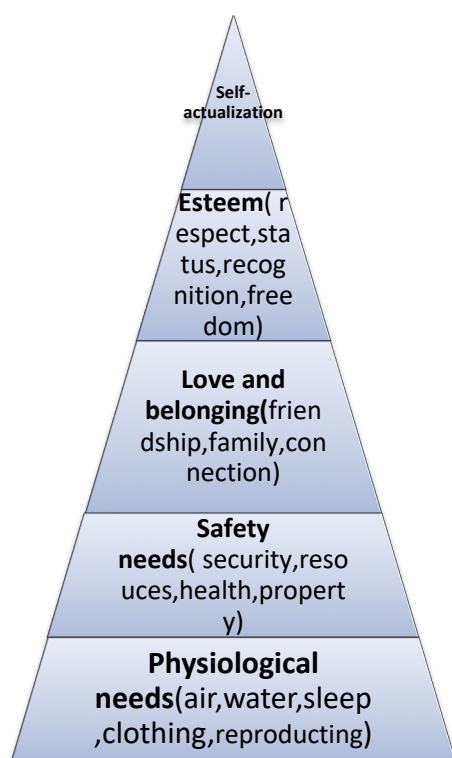 Self-
actualization
Esteem( r
espect,sta
tus,recog
nition,free
dom)
Love and
belonging(frien
dship,family,con
nection)
Safety
needs( security,reso
uces,health,propert
y)
Physiological
needs(air,water,sleep
,clothing,reproducting)